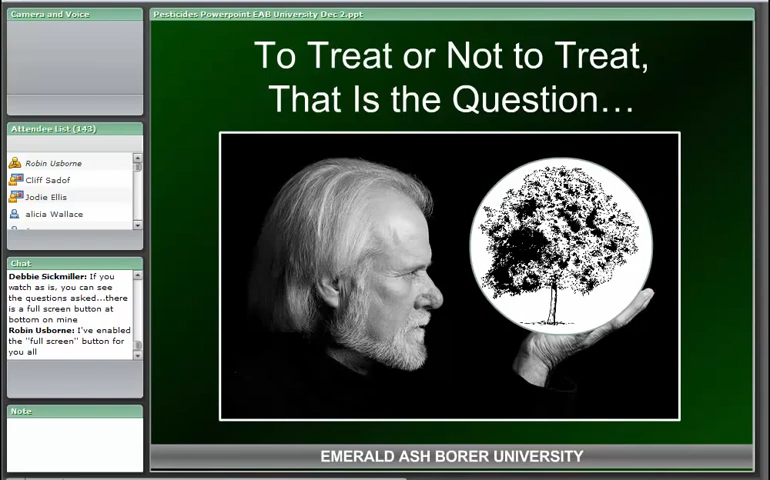 Camera and Voice
Attendee List (143)
Robin Usborne
Cliff Sadof
Jodie Ellis
alicia Wallace
Chat
Debbie Sickmiller: If you
watch as is, you can see
the questions asked...there
is a full screen button at
bottom on mine
Robin Usborne: I've enabled
the "full screen" button for
you all
Note
Pesticides Powerpoint EAB University Dec 2.ppt
To Treat or Not to Treat,
That Is the Question…
EMERALD ASH BORER UNIVERSITY